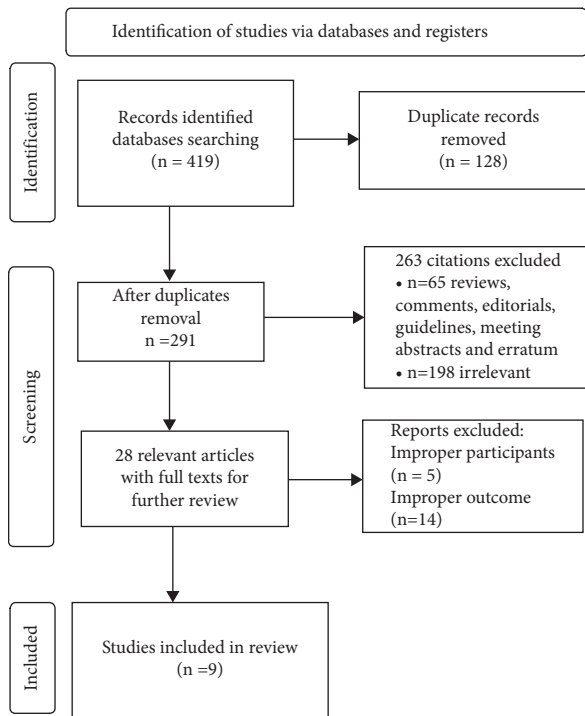 Identification of studies via databases and registers
Identification
Records identified
databases searching
(n = 419)
Duplicate records
removed
(n = 128)
Screening
After duplicates
removal
n =291
263 citations excluded
• n=65 reviews,
comments, editorials,
guidelines, meeting
abstracts and erratum
• n=198 irrelevant
28 relevant articles
with full texts for
further review
Reports excluded:
Improper participants
(n = 5)
Improper outcome
(n=14)
Included
Studies included in review
(n =9)